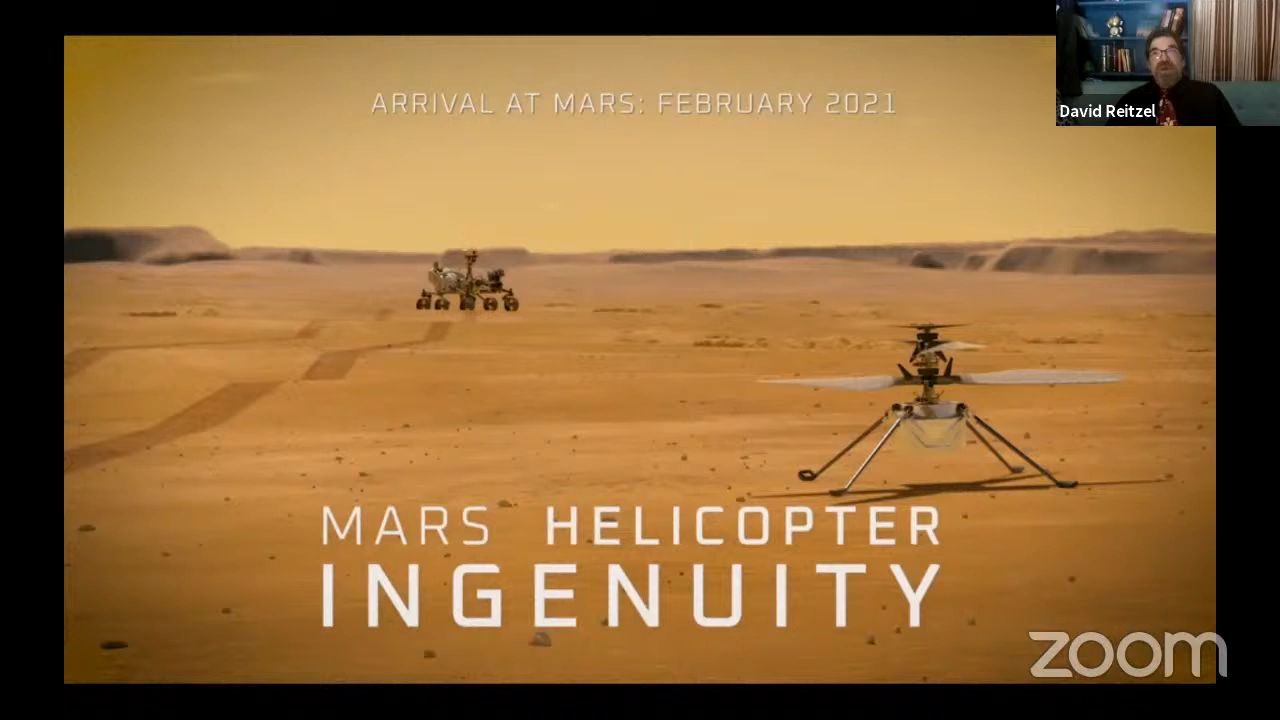 ARRIVAL AT MARS: FEBRUARY 2021
David Reitzel
MARS HELICOPTER
INGENUITY
zoom